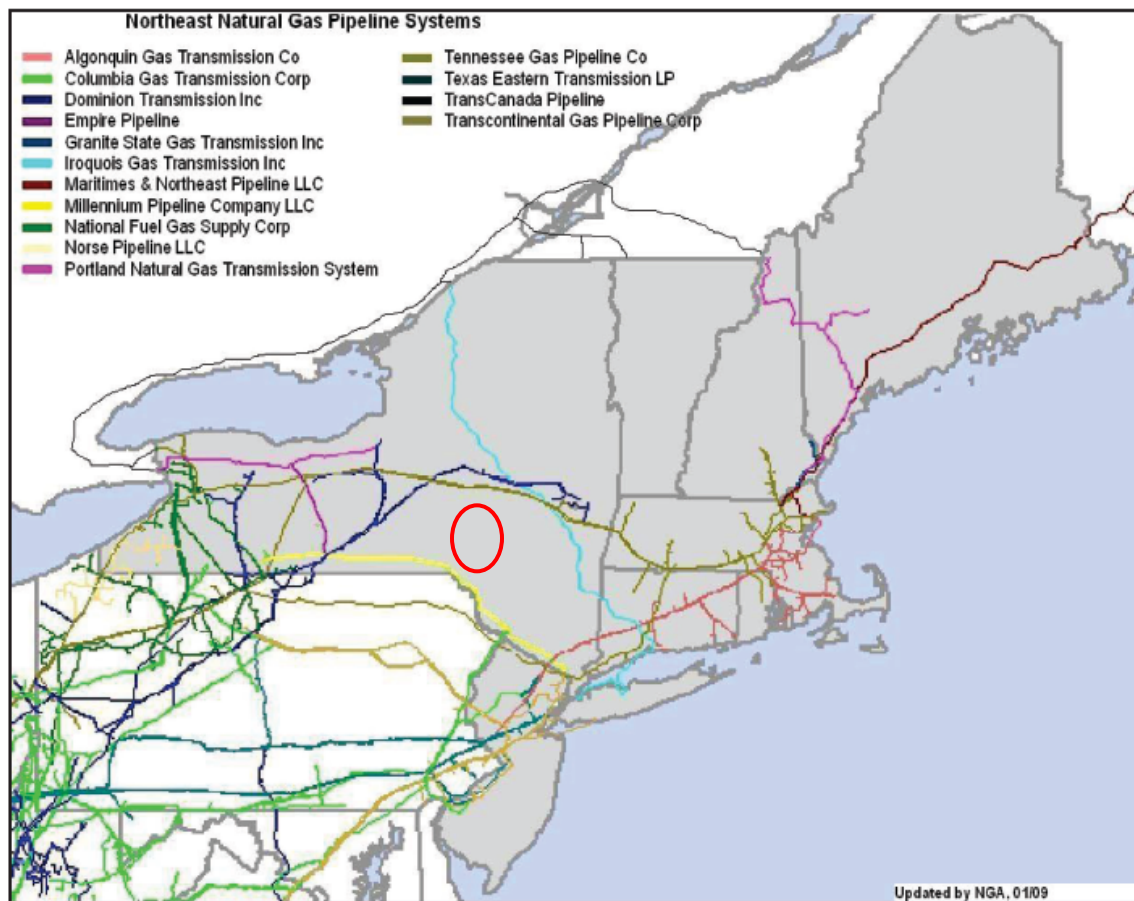 Northeast Natural Gas Pipeline Systems
Algonquin Gas Transmission Co
Columbia Gas Transmission Corp
Dominion Transmission Inc
Empire Pipeline
Granite State Gas Transmission Inc
Iroquois Gas Transmission Inc
Maritimes & Northeast Pipeline LLC
Millennium Pipeline Company LLC
National Fuel Gas Supply Corp
Norse Pipeline LLC
Portland Natural Gas Transmission System
Tennessee Gas Pipeline Co
Texas Eastern Transmission LP
TransCanada Pipeline
Transcontinental Gas Pipeline Corp
Updated by NGA, 01/09